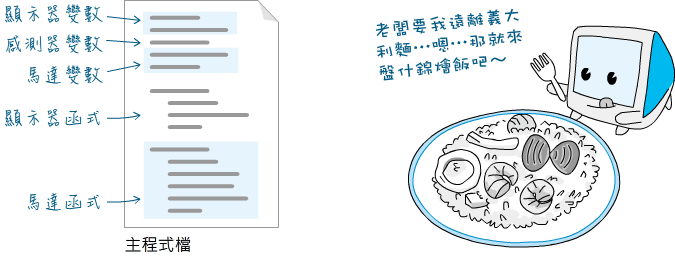 顯示器變數
感測器變數
馬達變數
顯示器函式
馬達函式
主程式檔
老闆要我遠離義大
利麵…嗯…那就來
盤什錦燴飯吧～